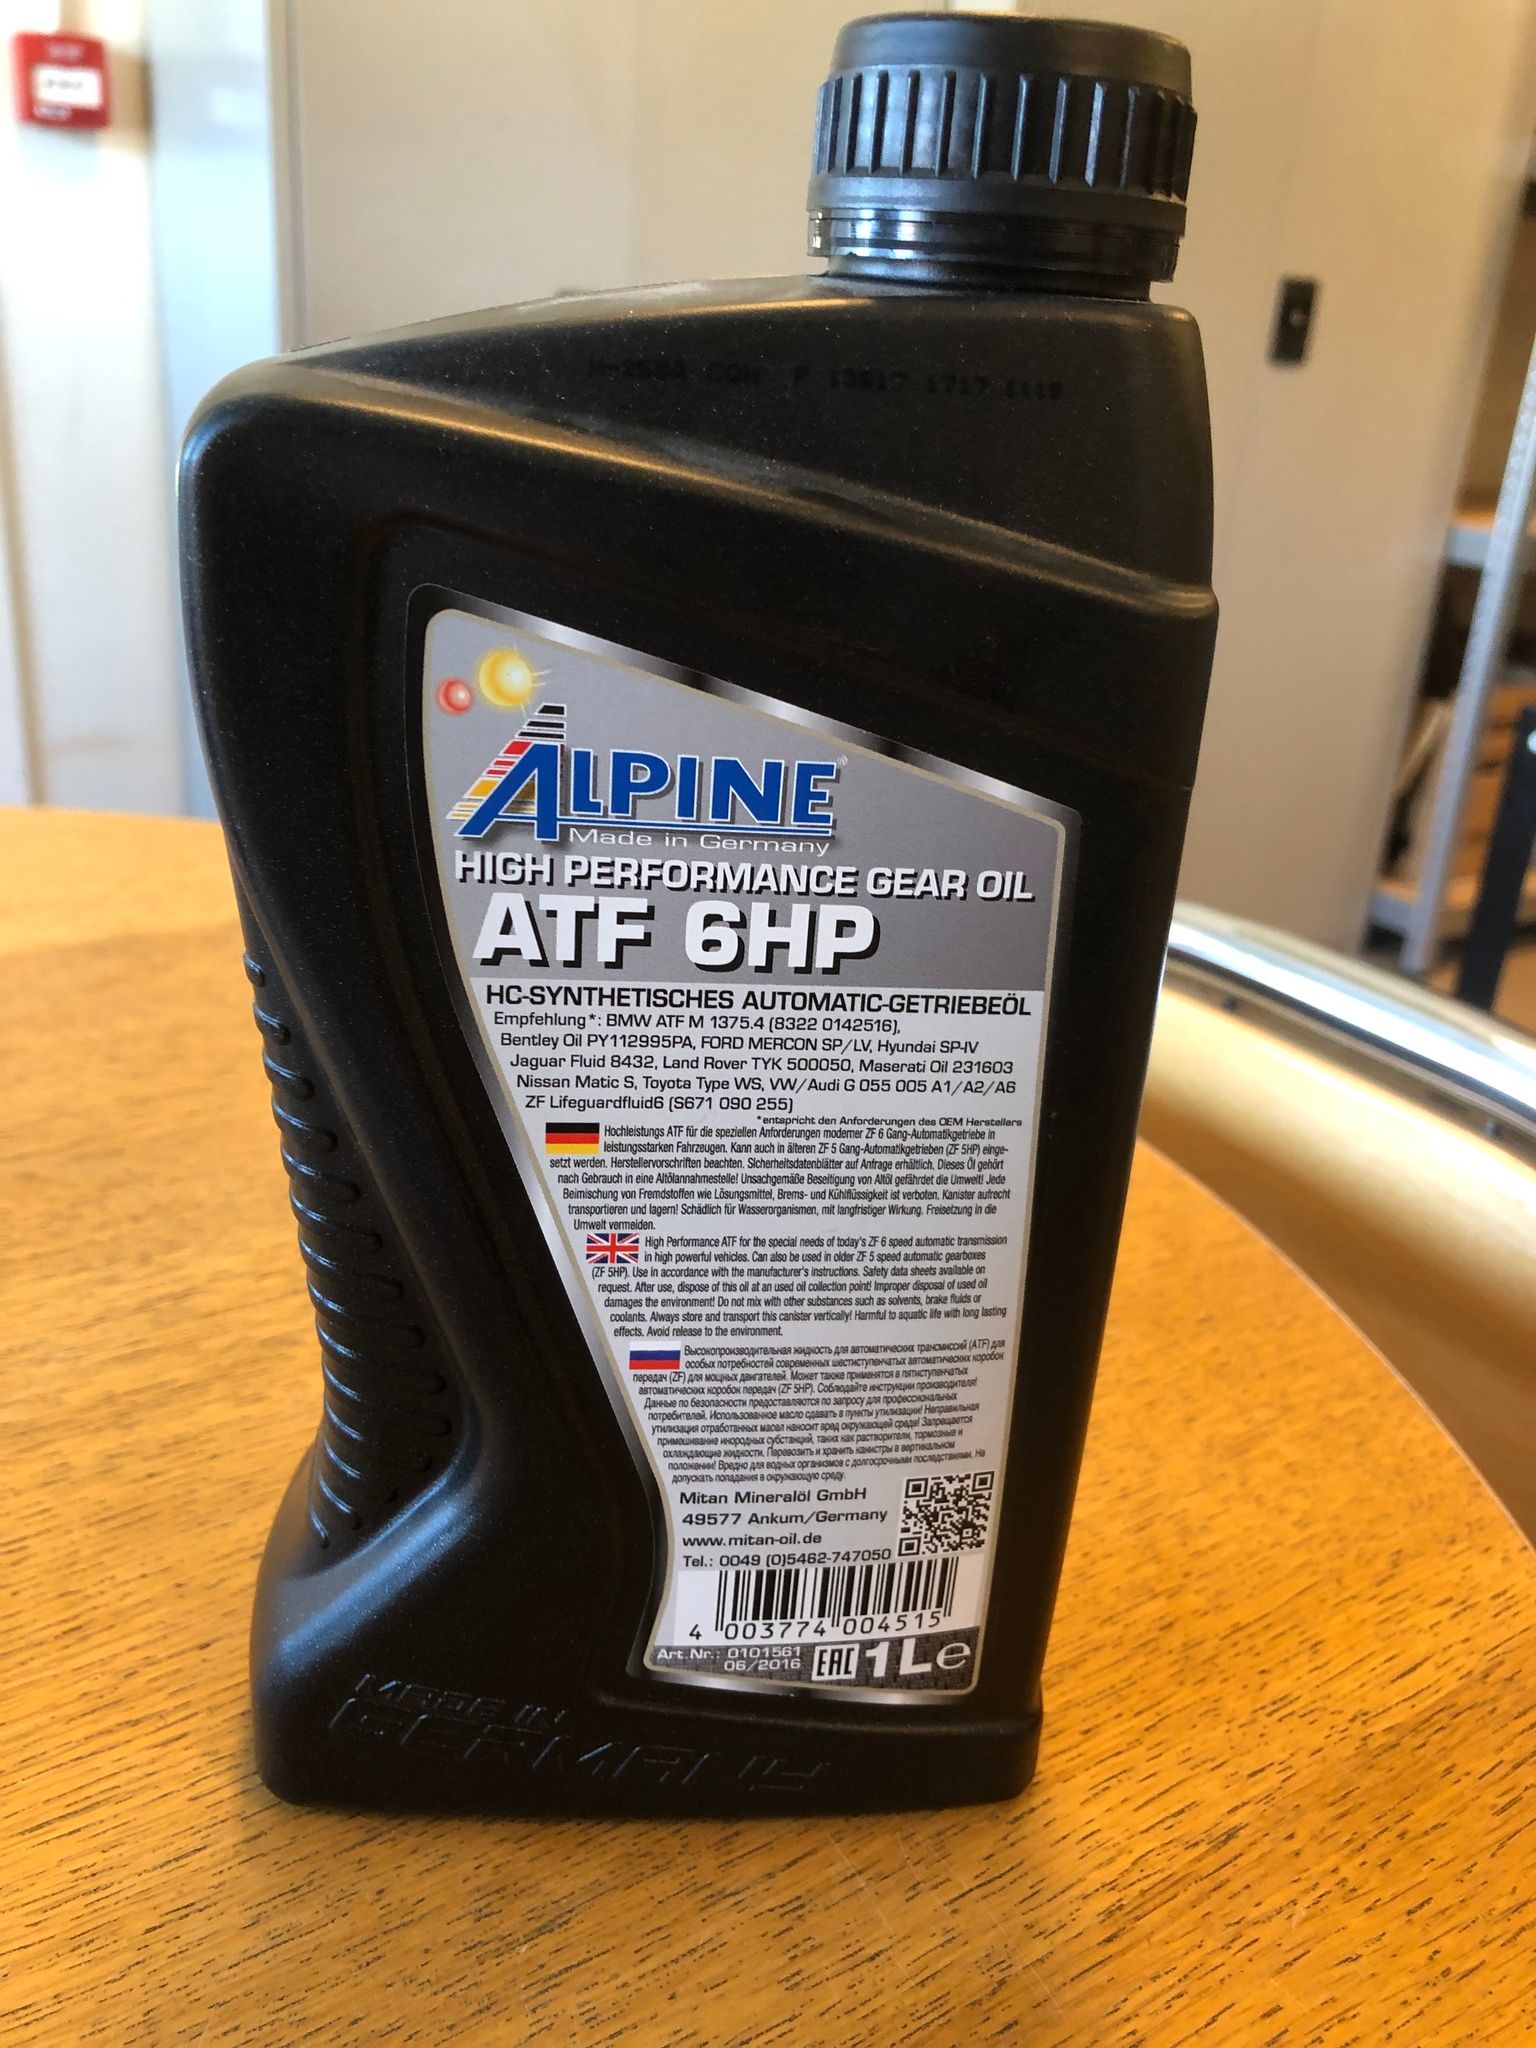 ALPINE®
Made in Germany
HIGH PERFORMANCE GEAR OIL
ATF 6HP
HC-SYNTHETISCHES AUTOMATIC-GETRIEBEÖL
Empfehlung*: BMW ATF M 1375.4 (8322 0142516),
Bentley Oil PY112995PA, FORD MERCON SP/LV, Hyundai SP-IV
Jaguar Fluid 8432, Land Rover TYK 500050, Maserati Oil 231603
Nissan Matic S, Toyota Type WS, VW/Audi G 055 005 A1/A2/A6
ZF Lifeguardfluid6 (S671 090 255)
*entspricht den Anforderungen des OEM Herstellers
Hochleistungs ATF für die speziellen Anforderungen moderner ZF 6 Gang-Automatikgetriebe in
leistungsstarken Fahrzeugen. Kann auch in älteren ZF 5 Gang-Automatikgetrieben (ZF 5HP) einge-
setzt werden. Herstellervorschriften beachten. Sicherheitsdatenblätter auf Anfrage erhältlich. Dieses Öl gehört
nach Gebrauch in eine Altölannahmestelle! Unsachgemäße Beseitigung von Altöl gefährdet die Umwelt! Jede
Beimischung von Fremdstoffen wie Lösungsmittel, Brems- und Kühlflüssigkeit ist verboten. Kanister aufrecht
transportieren und lagern! Schädlich für Wasserorganismen, mit langfristiger Wirkung. Freisetzung in die
Umwelt vermeiden.
High Performance ATF for the special needs of today's ZF 6 speed automatic transmission
in high powerful vehicles. Can also be used in older ZF 5 speed automatic gearboxes
(ZF 5HP). Use in accordance with the manufacturer's instructions. Safety data sheets available on
request. After use, dispose of this oil at an used oil collection point! Improper disposal of used oil
damages the environment! Do not mix with other substances such as solvents, brake fluids or
coolants. Always store and transport this canister vertically! Harmful to aquatic life with long lasting
effects. Avoid release to the environment.
Высокопроизводительная жидкость для автоматических трансмиссий (ATF) для
особых потребностей современных шестиступенчатых автоматических коробок
передач (ZF) для мощных двигателей. Может также применятся в пятиступенчатых
автоматических коробок передач (ZF 5HP). Соблюдайте инструкции производителя!
Данные по безопасности предоставляются по запросу для профессиональных
потребителей. Использованное масло сдавать в пункты утилизации! Неправильная
утилизация отработанных масел наносит вред окружающей среде! Запрещается
примешивание инородных субстанций, таких как растворители, тормозные и
охлаждающие жидкости. Перевозить и хранить канистры в вертикальном
положении! Вредно для водных организмов с долгосрочными последствиями. Не
допускать попадания в окружающую среду.
Mitan Mineralöl GmbH
49577 Ankum/Germany
www.mitan-oil.de
Tel.: 0049 (0)5462-747050
4 003774 004515
Art.Nr.: 0101561
06/2016 EAC 1L e
MADE IN
GERMANY